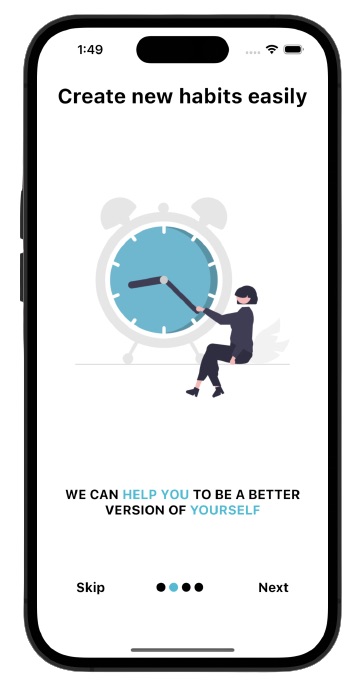 1:49
Create new habits easily
WE CAN HELP YOU TO BE A BETTER
VERSION OF YOURSELF
Skip
Next